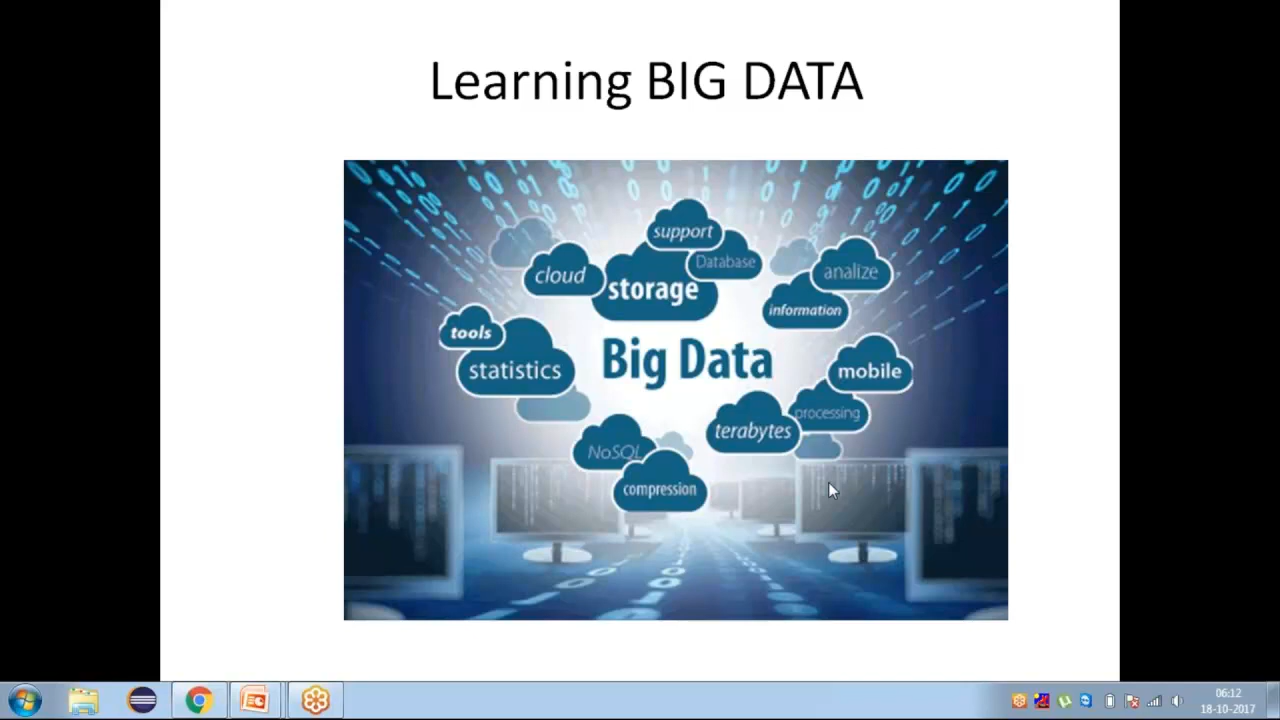 Learning BIG DATA
support
Database
cloud
storage
analize
information
tools
statistics
Big Data
mobile
processing
terabytes
NoSQL
compression
06:12
18-10-2017